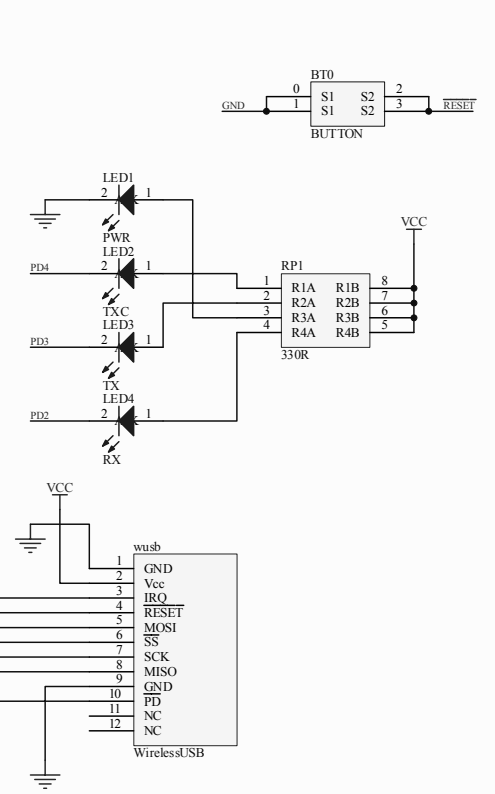 BT0
0 S1 S2 2
GND 1 S1 S2 3 RESET
BUTTON
LED1
2 1
PWR
VCC
LED2
PD4 2 1
TXC
RP1
1 R1A R1B 8
2 R2A R2B 7
3 R3A R3B 6
4 R4A R4B 5
330R
LED3
PD3 2 1
TX
LED4
PD2 2 1
RX
VCC
wusb
1 GND
2 Vcc
3 IRQ
4 RESET
5 MOSI
6 SS
7 SCK
8 MISO
9 GND
10 PD
11 NC
12 NC
WirelessUSB